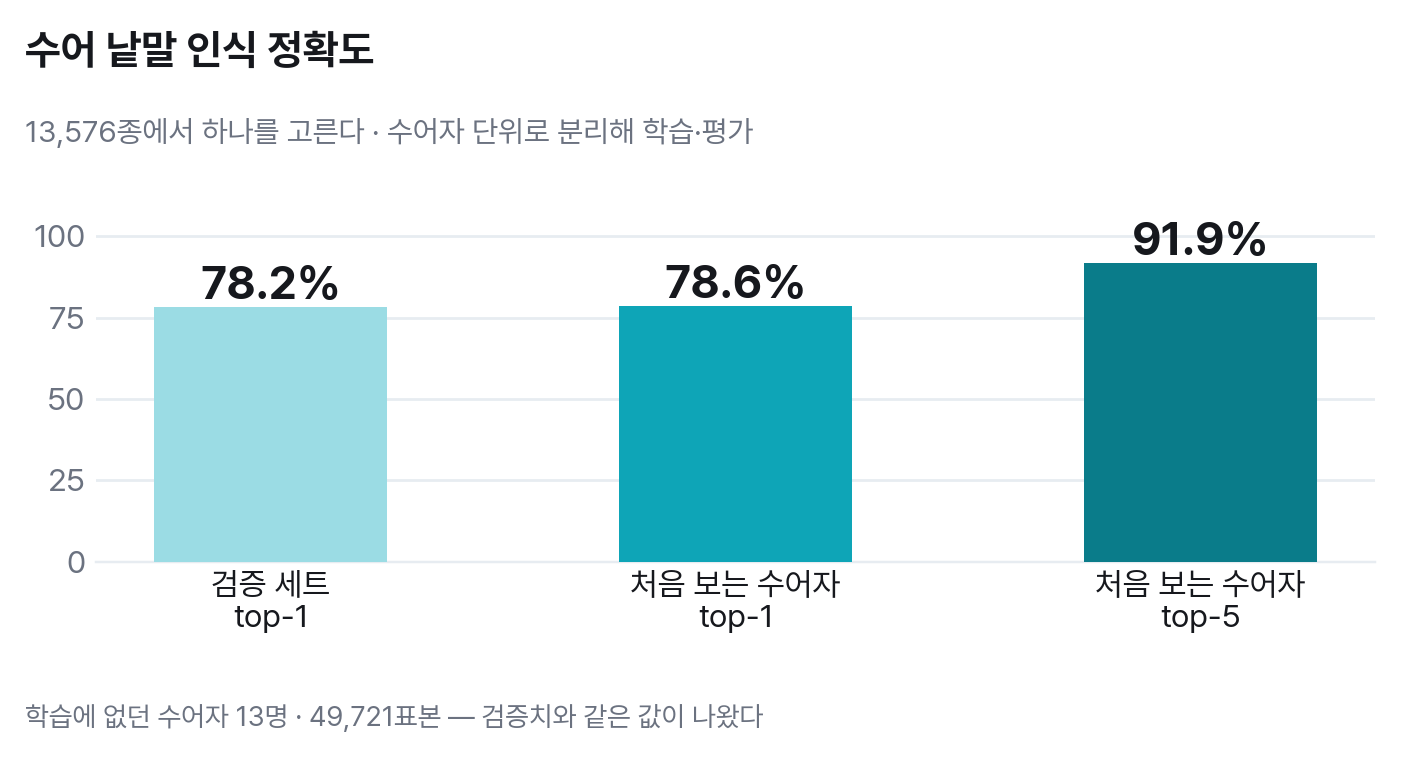 수어 낱말 인식 정확도
13,576종에서 하나를 고른다 · 수어자 단위로 분리해 학습·평가
100
75
50
25
0
78.2%
78.6%
91.9%
검증 세트
top-1
처음 보는 수어자
top-1
처음 보는 수어자
top-5
학습에 없던 수어자 13명 · 49,721표본 — 검증치와 같은 값이 나왔다